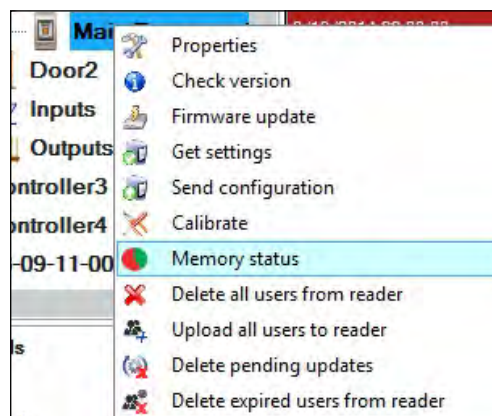 Mai
Door2
Inputs
Outputs
ontroller3
ontroller4
-09-11-00
ls
Properties
Check version
Firmware update
Get settings
Send configuration
Calibrate
Memory status
Delete all users from reader
Upload all users to reader
Delete pending updates
Delete expired users from reader